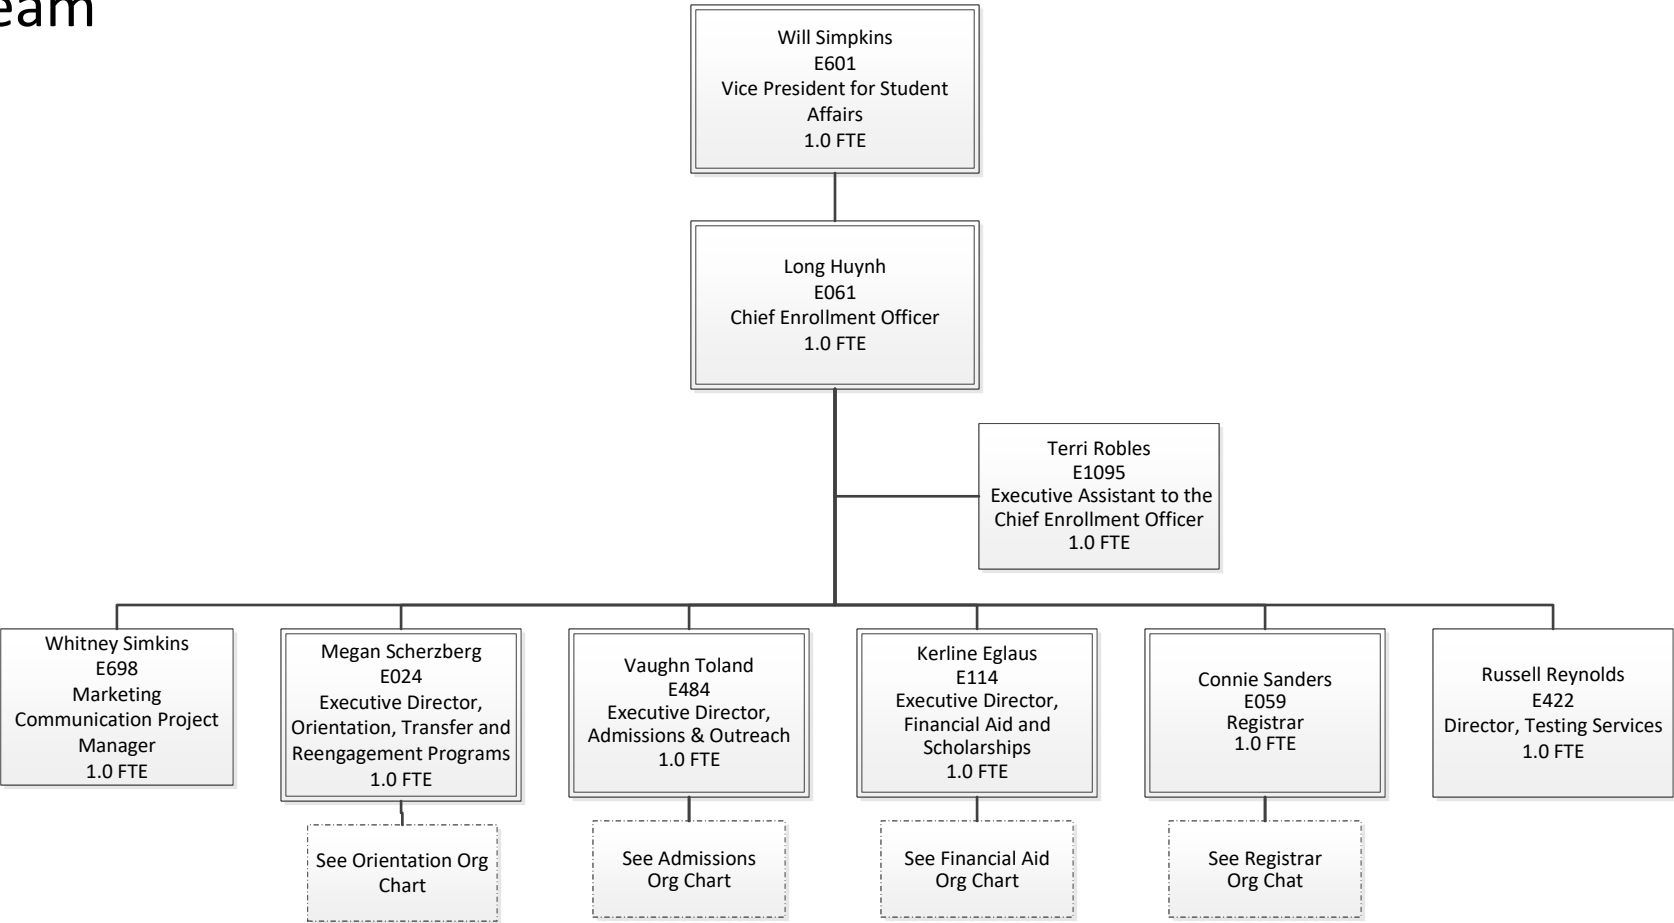 Will Simpkins
E601
Vice President for Student
Affairs
1.0 FTE
Long Huynh
E061
Chief Enrollment Officer
1.0 FTE
Terri Robles
E1095
Executive Assistant to the
Chief Enrollment Officer
1.0 FTE
Whitney Simkins
E698
Marketing
Communication Project
Manager
1.0 FTE
Megan Scherzberg
E024
Executive Director,
Orientation, Transfer and
Reengagement Programs
1.0 FTE
Vaughn Toland
E484
Executive Director,
Admissions & Outreach
1.0 FTE
Kerline Eglaus
E114
Executive Director,
Financial Aid and
Scholarships
1.0 FTE
Connie Sanders
E059
Registrar
1.0 FTE
Russell Reynolds
E422
Director, Testing Services
1.0 FTE
See Orientation Org
Chart
See Admissions
Org Chart
See Financial Aid
Org Chart
See Registrar
Org Chat